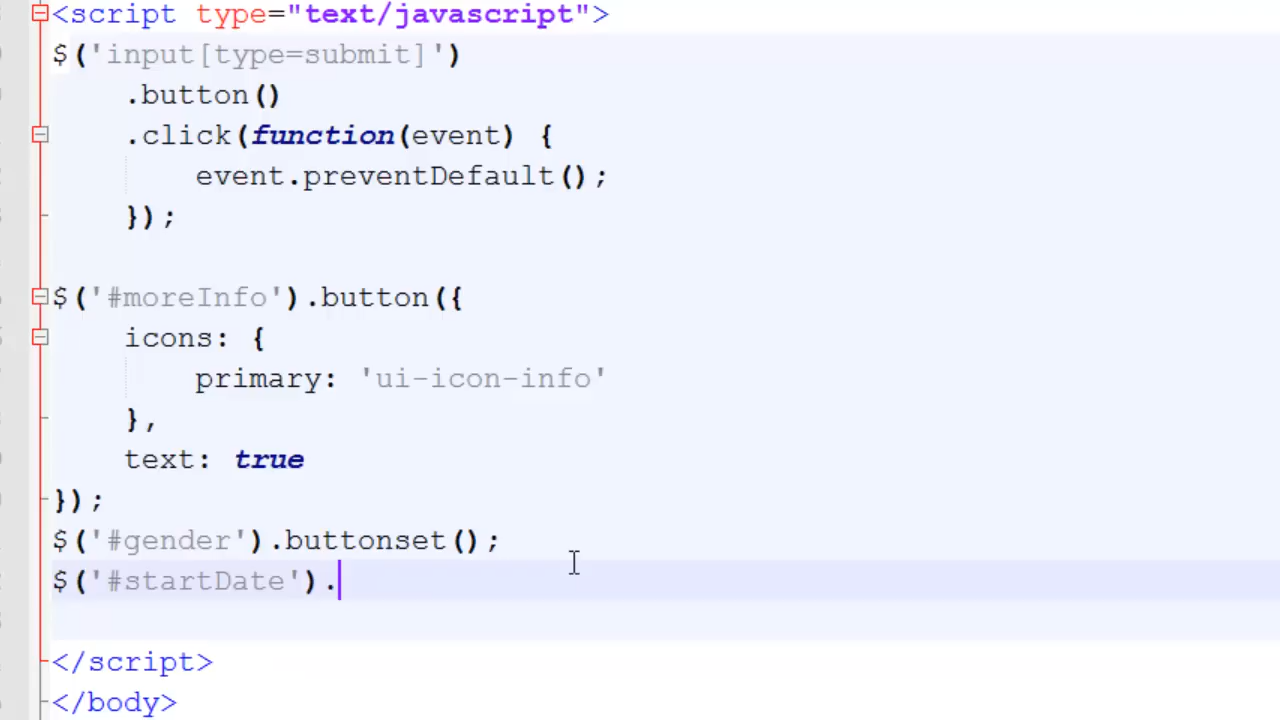 <script type="text/javascript">
$('input[type=submit]')
.button()
.click(function(event) {
event.preventDefault();
});
$('#moreInfo').button({
icons: {
primary: 'ui-icon-info'
},
text: true
});
$('#gender').buttonset();
$('#startDate').
</script>
</body>